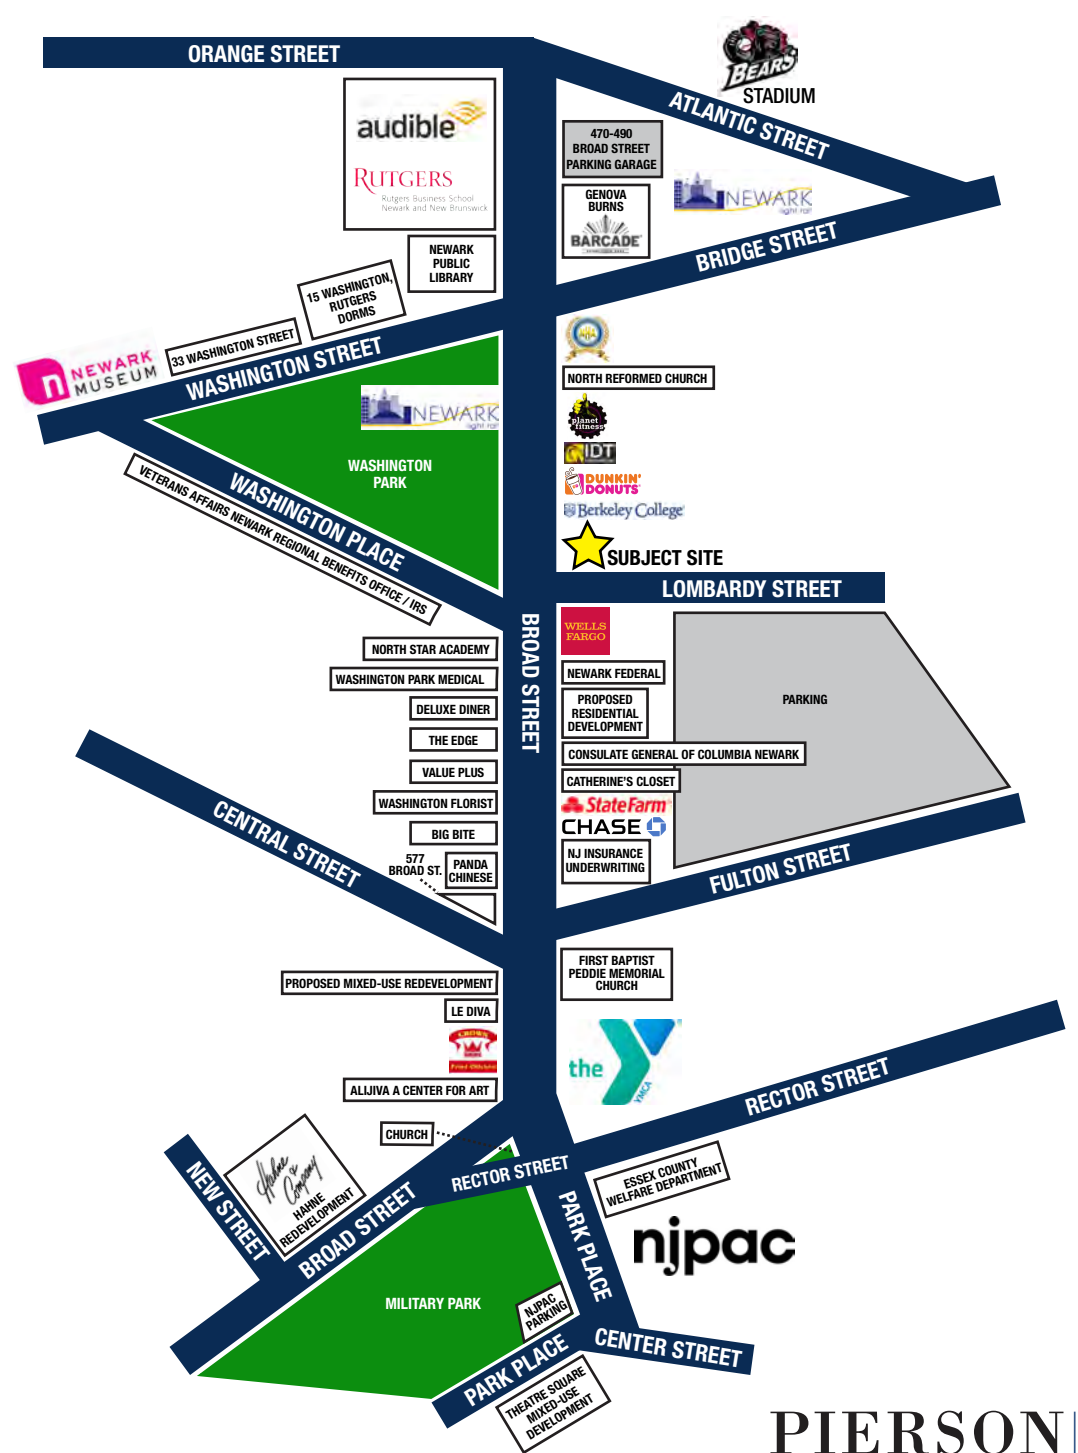 ORANGE STREET
BEARS
STADIUM
ATLANTIC STREET
audible
RUTGERS
Rutgers Business School
Newark and New Brunswick
470-490
BROAD STREET
PARKING GARAGE
GENOVA
BURNS
BARCADE
NEWARK
light rail
BRIDGE STREET
NEWARK
PUBLIC
LIBRARY
15 WASHINGTON,
RUTGERS
DORMS
33 WASHINGTON STREET
NEWARK
MUSEUM
WASHINGTON STREET
NEWARK
light rail
WASHINGTON
PARK
NORTH REFORMED CHURCH
planet
fitness
IDT
DUNKIN'
DONUTS
Berkeley College
SUBJECT SITE
WASHINGTON PLACE
VETERANS AFFAIRS NEWARK REGIONAL BENEFITS OFFICE / IRS
LOMBARDY STREET
BROAD STREET
WELLS
FARGO
NORTH STAR ACADEMY
WASHINGTON PARK MEDICAL
DELUXE DINER
THE EDGE
VALUE PLUS
WASHINGTON FLORIST
BIG BITE
577
BROAD ST.
PANDA
CHINESE
NEWARK FEDERAL
PROPOSED
RESIDENTIAL
DEVELOPMENT
PARKING
CONSULATE GENERAL OF COLUMBIA NEWARK
CATHERINE'S CLOSET
StateFarm
CHASE
NJ INSURANCE
UNDERWRITING
CENTRAL STREET
FULTON STREET
FIRST BAPTIST
PEDDIE MEMORIAL
CHURCH
PROPOSED MIXED-USE REDEVELOPMENT
LE DIVA
CROWN
Fried Chicken
ALIJIVA A CENTER FOR ART
the
YMCA
CHURCH
RECTOR STREET
RECTOR STREET
NEW STREET
Hahne
&
Company
HAHNE
REDEVELOPMENT
BROAD STREET
ESSEX COUNTY
WELFARE DEPARTMENT
PARK PLACE
njpac
MILITARY PARK
NJPAC
PARKING
PARK PLACE
CENTER STREET
THEATRE SQUARE
MIXED-USE
DEVELOPMENT
PIERSON